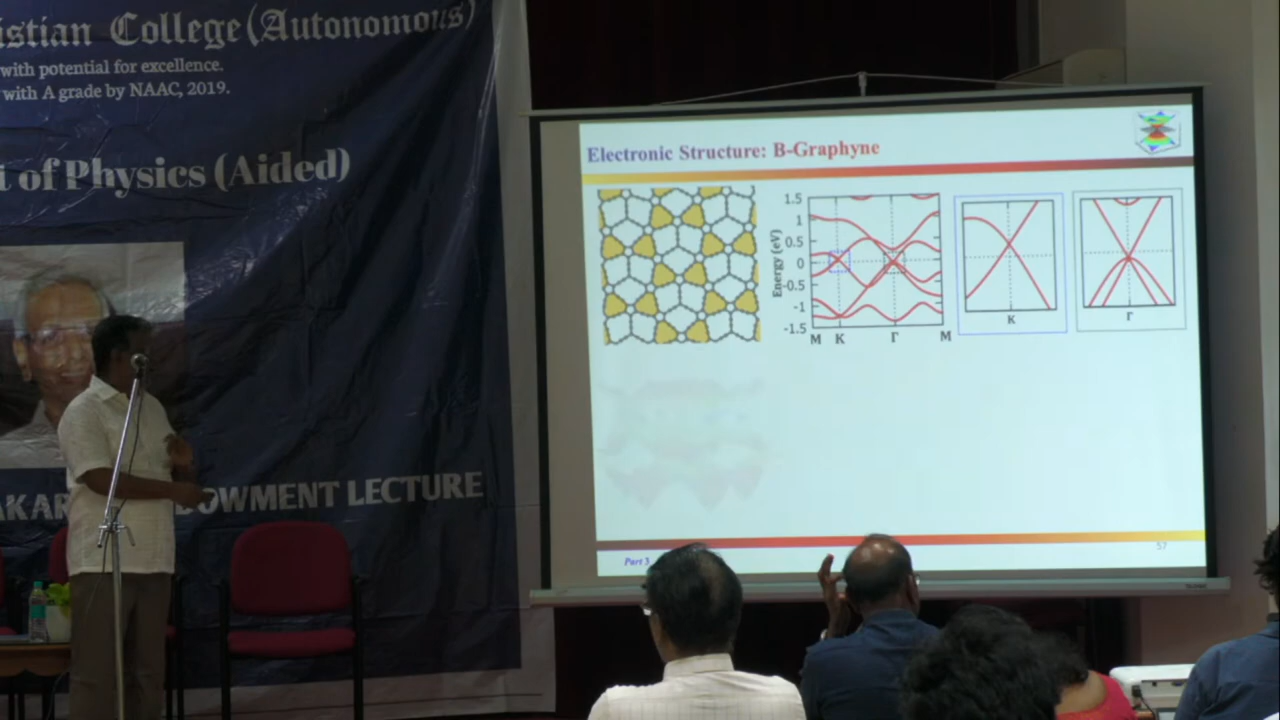 istian College (Autonomous)
with potential for excellence.
with A grade by NAAC, 2019.
t of Physics (Aided)
AKAR OWMENT LECTURE
Electronic Structure: B-Graphyne
Energy (eV)
1.5
1
0.5
0
-0.5
-1
-1.5
M K Γ M
K
Γ
Part 3
57